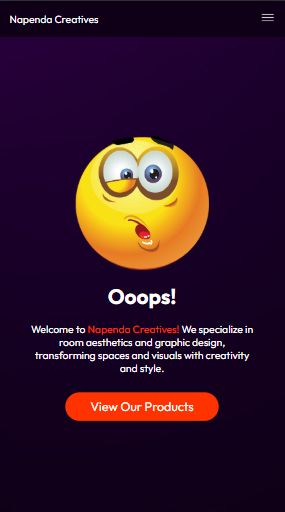 Napenda Creatives
Ooops!
Welcome to Napenda Creatives! We specialize in
room aesthetics and graphic design,
transforming spaces and visuals with creativity
and style.
View Our Products